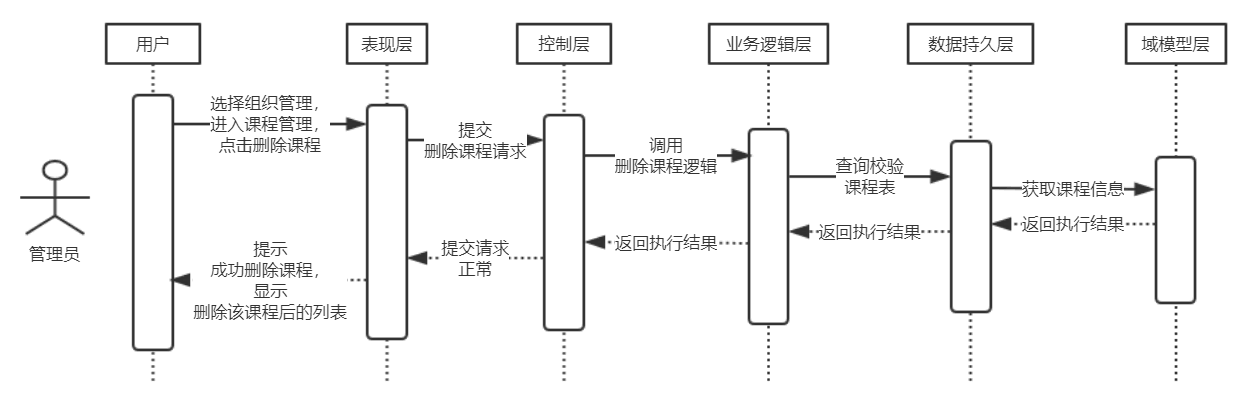 用户
表现层
控制层
业务逻辑层
数据持久层
域模型层
选择组织管理，
进入课程管理，
点击删除课程
提交
删除课程请求
调用
删除课程逻辑
查询校验
课程表
获取课程信息
返回执行结果
返回执行结果
返回执行结果
提交请求
正常
提示
成功删除课程，
显示
删除该课程后的列表
管理员